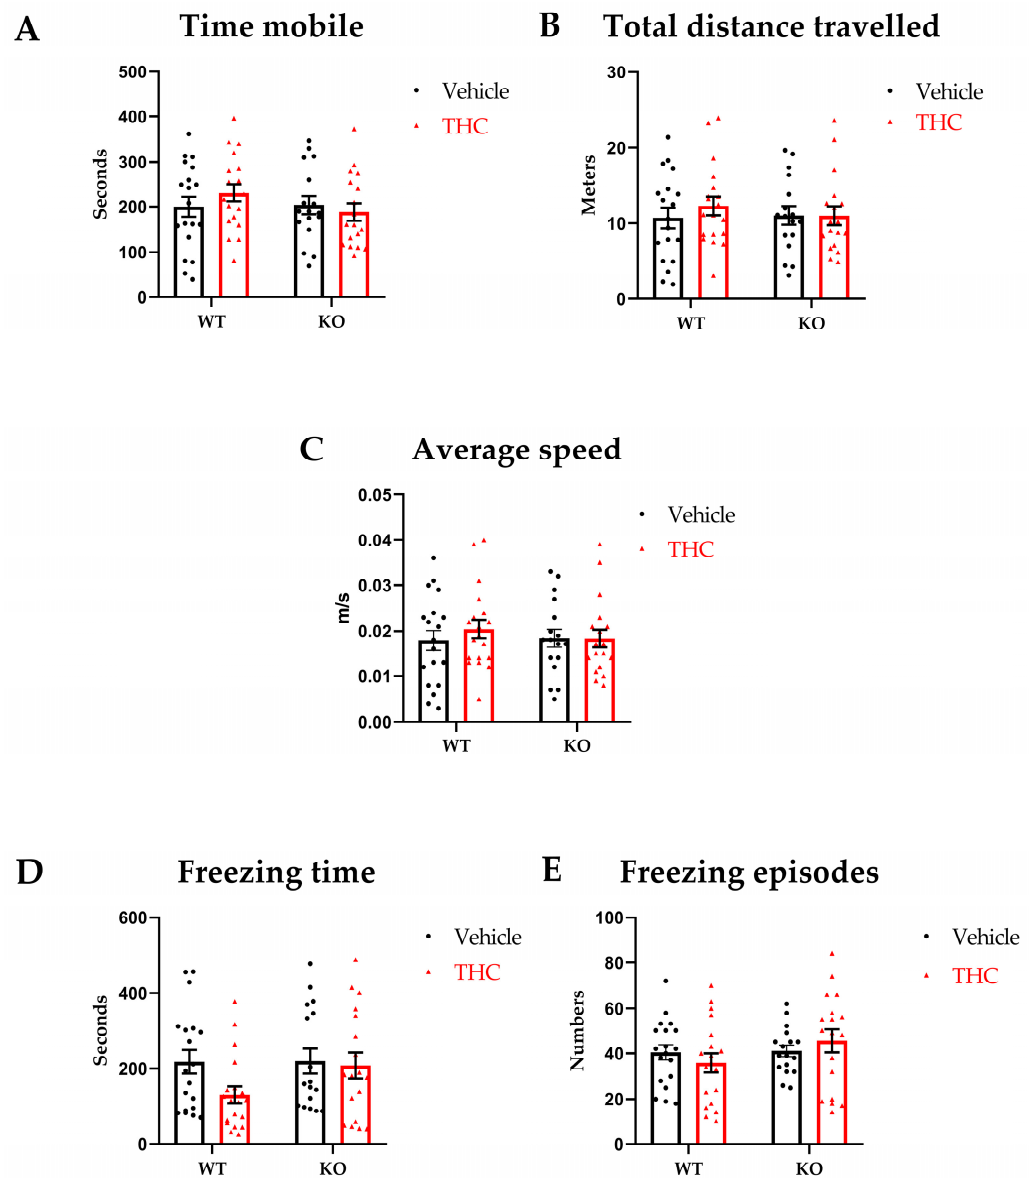 A
Time mobile
500
400
300
200
100
0
Seconds
Vehicle
THC
WT
KO
B
Total distance travelled
30
20
10
0
Meters
Vehicle
THC
WT
KO
C
Average speed
0.05
0.04
0.03
0.02
0.01
0.00
m/s
Vehicle
THC
WT
KO
D
Freezing time
600
400
200
0
Seconds
Vehicle
THC
WT
KO
E
Freezing episodes
100
80
60
40
20
0
Numbers
Vehicle
THC
WT
KO